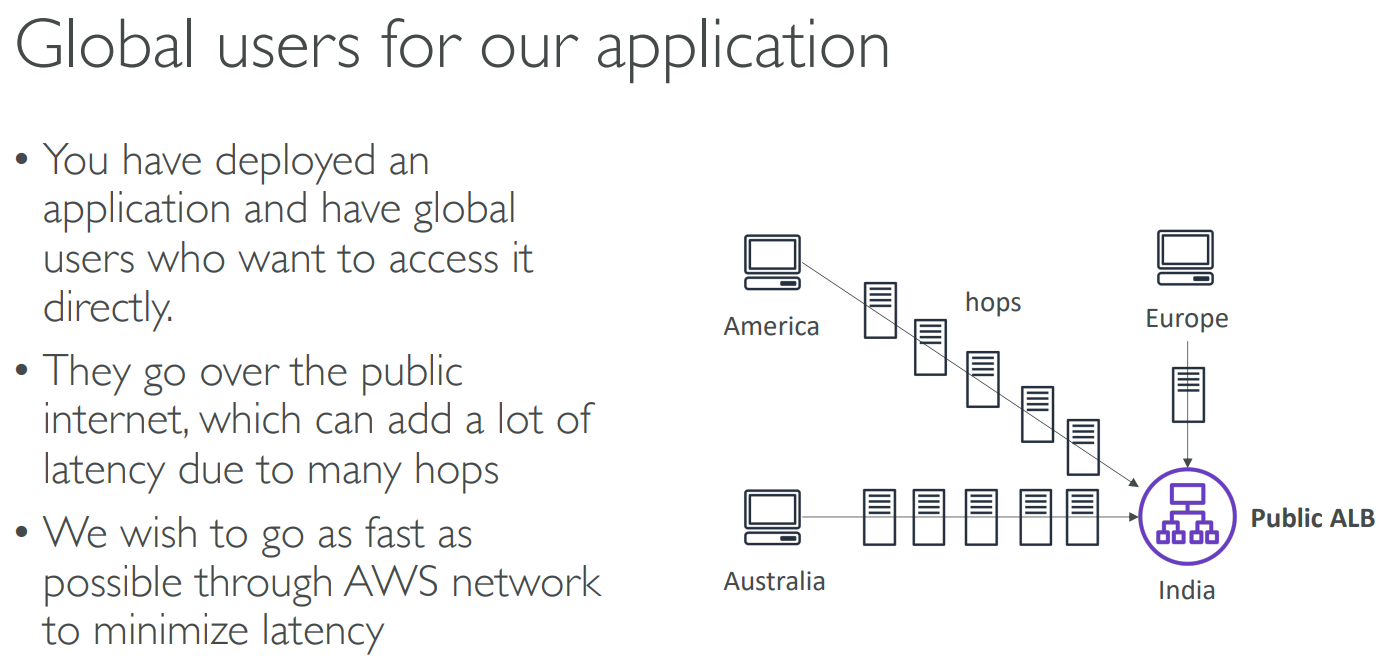 Global users for our application
• You have deployed an
application and have global
users who want to access it
directly.
• They go over the public
internet, which can add a lot of
latency due to many hops
• We wish to go as fast as
possible through AWS network
to minimize latency
America
hops
Europe
Australia
Public ALB
India